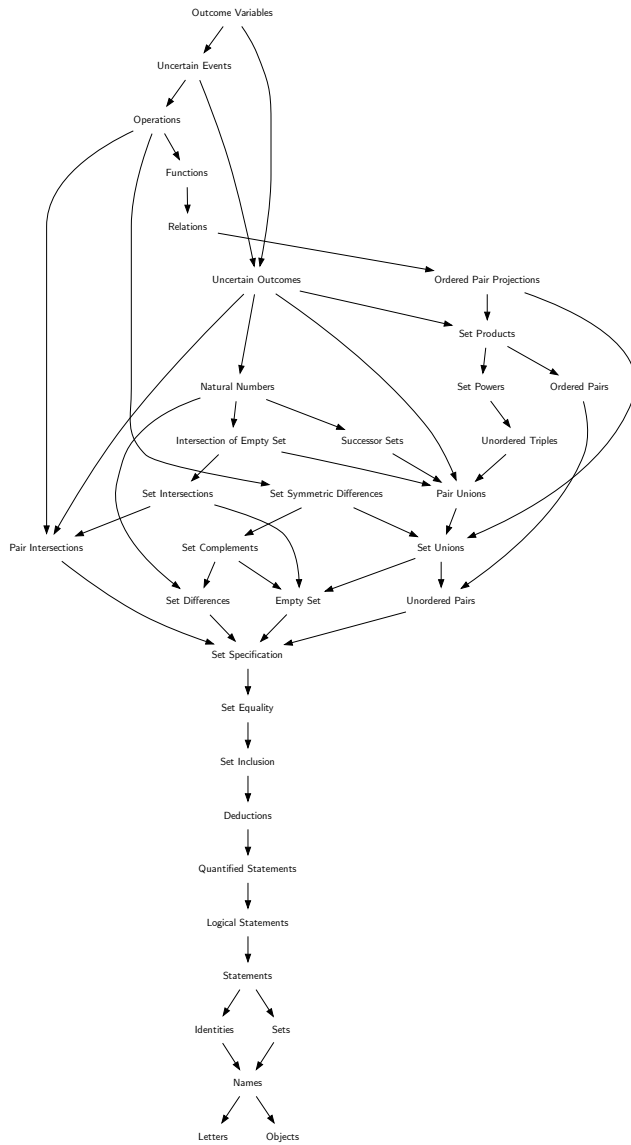 Outcome Variables
Uncertain Events
Operations
Functions
Relations
Uncertain Outcomes
Ordered Pair Projections
Set Products
Natural Numbers
Set Powers
Ordered Pairs
Intersection of Empty Set
Successor Sets
Unordered Triples
Set Intersections
Set Symmetric Differences
Pair Unions
Pair Intersections
Set Complements
Set Unions
Set Differences
Empty Set
Unordered Pairs
Set Specification
Set Equality
Set Inclusion
Deductions
Quantified Statements
Logical Statements
Statements
Identities
Sets
Names
Letters
Objects